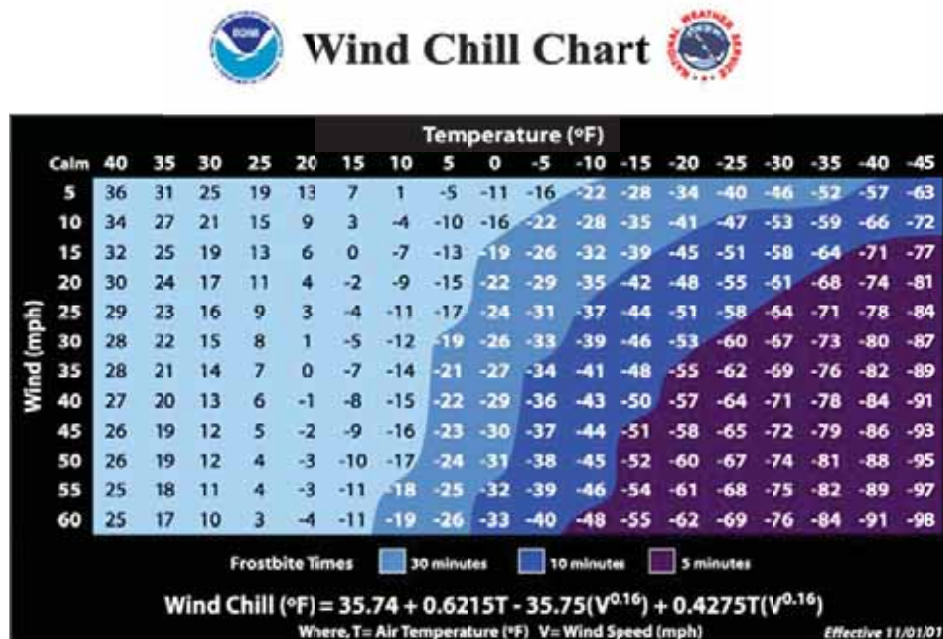 Wind Chill Chart
Temperature (ºF)
Calm 40 35 30 25 20 15 10 5 0 -5 -10 -15 -20 -25 -30 -35 -40 -45
5 36 31 25 19 13 7 1 -5 -11 -16 -22 -28 -34 -40 -46 -52 -57 -63
10 34 27 21 15 9 3 -4 -10 -16 -22 -28 -35 -41 -47 -53 -59 -66 -72
15 32 25 19 13 6 0 -7 -13 -19 -26 -32 -39 -45 -51 -58 -64 -71 -77
20 30 24 17 11 4 -2 -9 -15 -22 -29 -35 -42 -48 -55 -61 -68 -74 -81
25 29 23 16 9 3 -4 -11 -17 -24 -31 -37 -44 -51 -58 -64 -71 -78 -84
30 28 22 15 8 1 -5 -12 -19 -26 -33 -39 -46 -53 -60 -67 -73 -80 -87
35 28 21 14 7 0 -7 -14 -21 -27 -34 -41 -48 -55 -62 -69 -76 -82 -89
40 27 20 13 6 -1 -8 -15 -22 -29 -36 -43 -50 -57 -64 -71 -78 -84 -91
45 26 19 12 5 -2 -9 -16 -23 -30 -37 -44 -51 -58 -65 -72 -79 -86 -93
50 26 19 12 4 -3 -10 -17 -24 -31 -38 -45 -52 -60 -67 -74 -81 -88 -95
55 25 18 11 4 -3 -11 -18 -25 -32 -39 -46 -54 -61 -68 -75 -82 -89 -97
60 25 17 10 3 -4 -11 -19 -26 -33 -40 -48 -55 -62 -69 -76 -84 -91 -98
Wind (mph)
Frostbite Times 30 minutes 10 minutes 5 minutes
Wind Chill (ºF) = 35.74 + 0.6215T - 35.75(V^0.16) + 0.4275T(V^0.16)
Where, T= Air Temperature (ºF) V= Wind Speed (mph)
Effective 11/01/01